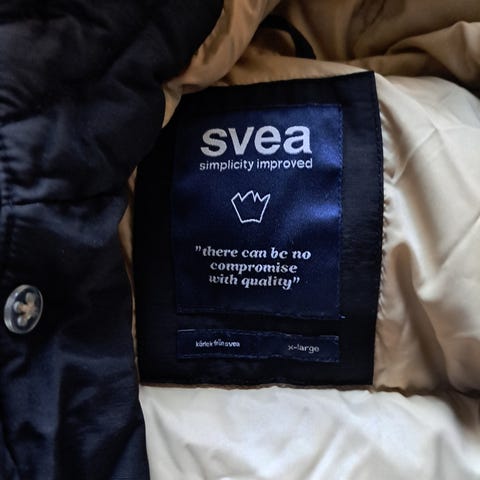 svea
simplicity improved
"there can be no
compromise
with quality"
kärlek från svea
x-large